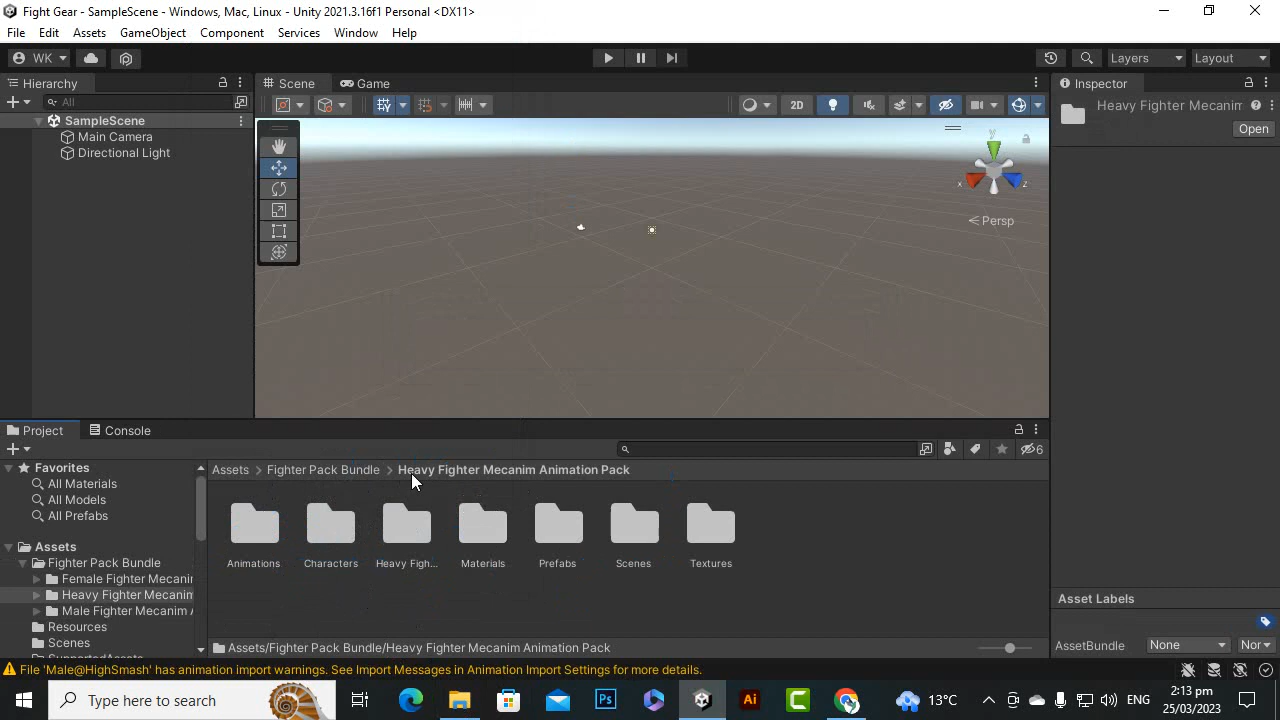 Fight Gear - SampleScene - Windows, Mac, Linux - Unity 2021.3.16f1 Personal <DX11>
File Edit Assets GameObject Component Services Window Help
WK Layers Layout
Hierarchy Scene Game Inspector
All 2D Heavy Fighter Mecanim
SampleScene Open
Main Camera
Directional Light
y
x z
Persp
Project Console
Favorites Assets > Fighter Pack Bundle > Heavy Fighter Mecanim Animation Pack 6
All Materials
All Models
All Prefabs
Assets
Fighter Pack Bundle Animations Characters Heavy Figh... Materials Prefabs Scenes Textures
Female Fighter Mecanim
Heavy Fighter Mecanim
Male Fighter Mecanim A
Resources
Scenes
Asset Labels
Assets/Fighter Pack Bundle/Heavy Fighter Mecanim Animation Pack AssetBundle None Nor
File 'Male@HighSmash' has animation import warnings. See Import Messages in Animation Import Settings for more details.
Type here to search Ps Ai C 13°C ENG 2:13 pm
25/03/2023